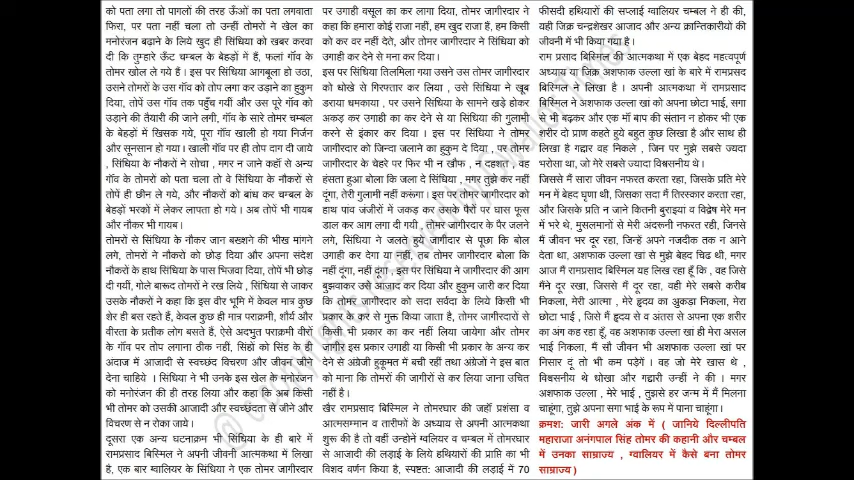 को पता लगा तो पागलों की तरह ऊँओं का पता लगवाता
फिरा, पर पता नहीं चला तो उन्हीं तोमरों ने खेल का
मनोरंजन बढ़ाने के लिये खुद ही सिंधिया को खबर करवा
दी कि तुम्हारे ऊँट चम्बल के बेहड़ों में हैं, फलां गाँव के
तोमर खोल ले गये हैं । इस पर सिंधिया आगबूला हो उठा,
उसने तोमरों के उस गाँव को तोप लगा कर उड़ाने का हुकुम
दिया, तोपें उस गाँव तक पहुँच गयीं और उस पूरे गाँव को
उड़ाने की तैयारी की जाने लगी, गाँव के सारे तोमर चम्बल
के बेहड़ों में खिसक गये, पूरा गाँव खाली हो गया निर्जन
और सूनसान हो गया । खाली गाँव पर ही तोप दाग दी जाये
, सिंधिया के नौकरों ने सोचा , मगर न जाने कहाँ से अन्य
गाँव के तोमरों को पता चला तो वे सिंधिया के नौकरों से
तोपें ही छीन ले गये, और नौकरों को बांध कर चम्बल के
बेहड़ों भरकों में लेकर लापता हो गये । अब तोपें भी गायब
और नौकर भी गायब ।
तोमरों से सिंधिया के नौकर जान बख्शने की भीख मांगने
लगे, तोमरों ने नौकरों को छोड़ दिया और अपना संदेश
नौकरों के हाथ सिंधिया के पास भिजवा दिया, तोपें भी छोड़
दी गयीं, गोले बारूद तोमरों ने रख लिये , सिंधिया से जाकर
उसके नौकरों ने कहा कि इस वीर भूमि में केवल मात्र कुछ
शेर ही बस रहते हैं, केवल कुछ ही मात्र पराक्रमी, शौर्य और
वीरता के प्रतीक लोग बसते हैं, ऐसे अदभुत पराक्रमी वीरों
के गाँव पर तोप लगाना ठीक नहीं, सिंहों को सिंह के ही
अंदाज में आजादी से स्वच्छंद विचरण और जीवन जीने
देना चाहिये । सिंधिया ने भी उनके इस खेल के मनोरंजन
को मनोरंजन की ही तरह लिया और कहा कि अब किसी
भी तोमर को उसकी आजादी और स्वच्छंदता से जीने और
विचरण से न रोका जाये ।
दूसरा एक अन्य घटनाक्रम भी सिंधिया के ही बारे में
रामप्रसाद बिस्मिल ने अपनी जीवनी आत्मकथा में लिखा
है, एक बार ग्वालियर के सिंधिया ने एक तोमर जागीरदार
पर उगाही वसूल का कर लगा दिया, तोमर जागीरदार ने
कहा कि हमारा कोई राजा नहीं, हम खुद राजा हैं, हम किसी
को कर वर नहीं देते, और तोमर जागीरदार ने सिंधिया को
उगाही कर देने से मना कर दिया ।
इस पर सिंधिया तिलमिला गया उसने उस तोमर जागीरदार
को धोखे से गिरफ्तार कर लिया , उसे सिंधिया ने खूब
डराया धमकाया , पर उसने सिंधिया के सामने खड़े होकर
अकड़ कर उगाही का कर देने से या सिंधिया की गुलामी
करने से इंकार कर दिया । इस पर सिंधिया ने तोमर
जागीरदार को जिन्दा जलाने का हुकुम दे दिया , पर तोमर
जागीरदार के चेहरे पर फिर भी न खौफ , न दहशत , वह
हंसता हुआ बोला कि जला दे सिंधिया , मगर तुझे कर नहीं
दूंगा, तेरी गुलामी नहीं करूंगा। इस पर तोमर जागीरदार को
हाथ पांव जंजीरों में जकड़ कर उसके पैरों पर घास फूस
डाल कर आग लगा दी गयी , तोमर जागीरदार के पैर जलने
लगे, सिंधिया ने जलते हुये जागीदार से पूछा कि बोल
उगाही कर देगा या नहीं, तब तोमर जागीरदार बोला कि
नहीं दूंगा, नहीं दूंगा , इस पर सिंधिया ने जागीरदार की आग
बुझवाकर उसे आजाद कर दिया और हुकुम जारी कर दिया
कि तोमर जागीरदार को सदा सर्वदा के लिये किसी भी
प्रकार के कर से मुक्त किया जाता है, तोमर जागीरदारों से
किसी भी प्रकार का कर नहीं लिया जायेगा और तोमर
जागीर इस प्रकार उगाही या किसी भी प्रकार के अन्य कर
देने से अंग्रेजी हुकूमत में बची रहीं तथा अंग्रेजों ने इस बात
को माना कि तोमरों की जागीरों से कर लिया जाना उचित
नहीं है ।
खैर रामप्रसाद बिस्मिल ने तोमरघार की जहाँ प्रशंसा व
आत्मसम्मान व तारीफों के अध्याय से अपनी आत्मकथा
शुरू की है तो वहीं उन्होनें ग्वलियर व चम्बल में तोमरघार
से आजादी की लड़ाई के लिये हथियारों की प्राप्ति का भी
विशद वर्णन किया है, स्पष्टत: आजादी की लड़ाई में 70
फीसदी हथियारों की सप्लाई ग्वालियर चम्बल ने ही की,
यही जिक्र चन्द्रशेखर आजाद और अन्य क्रान्तिकारीयों की
जीवनी में भी किया गया है ।
राम प्रसाद बिस्मिल की आत्मकथा में एक बेहद महत्वपूर्ण
अध्याय या जिक्र अशफाक उल्ला खां के बारे में रामप्रसद
बिस्मिल ने लिखा है । अपनी आत्मकथा में रामप्रसाद
बिस्मिल ने अशफाक उल्ला खा को अपना छोटा भाई, सगा
से भी बढ़कर और एक माँ बाप की संतान न होकर भी एक
शरीर दो प्राण कहते हुये बहुत कुछ लिखा है और साथ ही
लिखा है गद्दार वह निकले , जिन पर मुझे सबसे ज्यादा
भरोसा था, जो मेरे सबसे ज्यादा विश्वसनीय थे ।
जिससे मैं सारा जीवन नफरत करता रहा, जिसके प्रति मेरे
मन में बेहद घृणा थी, जिसका सदा मैं तिरस्कार करता रहा,
और जिसके प्रति न जाने कितनी बुराइया व विद्वेष मेरे मन
में भरे थे, मुसलमानों से मेरी अंदरूनी नफरत रही, जिनसे
मैं जीवन भर दूर रहा, जिन्हें अपने नजदीक तक न आने
देता था, अशफाक उल्ला खां से मुझे बेहद चिढ थी, मगर
आज मैं रामप्रसाद बिस्मिल यह लिख रहा हूँ कि , वह जिसे
मैंने दूर रखा, जिससे मैं दूर रहा, वही मेरे सबसे करीब
निकला, मेरी आत्मा , मेरे हृदय का टुकड़ा निकला, मेरा
छोटा भाई , जिसे मैं हृदय से व अंतस से अपना एक शरीर
का अंग कह रहा हूँ, वह अशफाक उल्ला खां ही मेरा असल
भाई निकला, मैं सौ जीवन भी अशफाक उल्ला खां पर
निसार दूं तो भी कम पड़ेगें । वह जो मेरे खास थे ,
विश्वसनीय थे धोखा और गद्दारी उन्हीं ने की । मगर
अशफाक उल्ला , मेरे भाई , तुझसे हर जन्म में मैं मिलना
चाहूंगा, तुझे अपना सगा भाई के रूप में पाना चाहूंगा।
क्रमश: जारी अगले अंक में ( जानिये दिल्लीपति
महाराजा अनंगपाल सिंह तोमर की कहानी और चम्बल
में उनका साम्राज्य , ग्वालियर में कैसे बना तोमर
साम्राज्य )